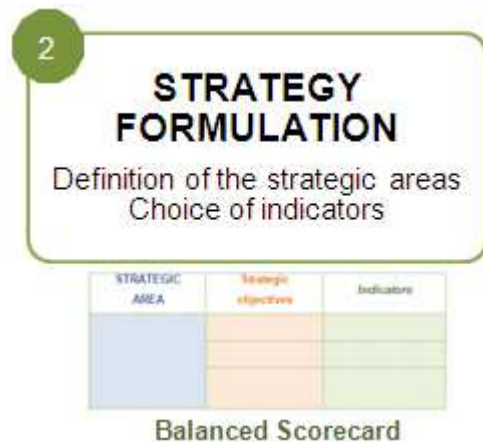 2
STRATEGY
FORMULATION
Definition of the strategic areas
Choice of indicators
STRATEGIC AREA
Strategic objectives
Indicators
Balanced Scorecard